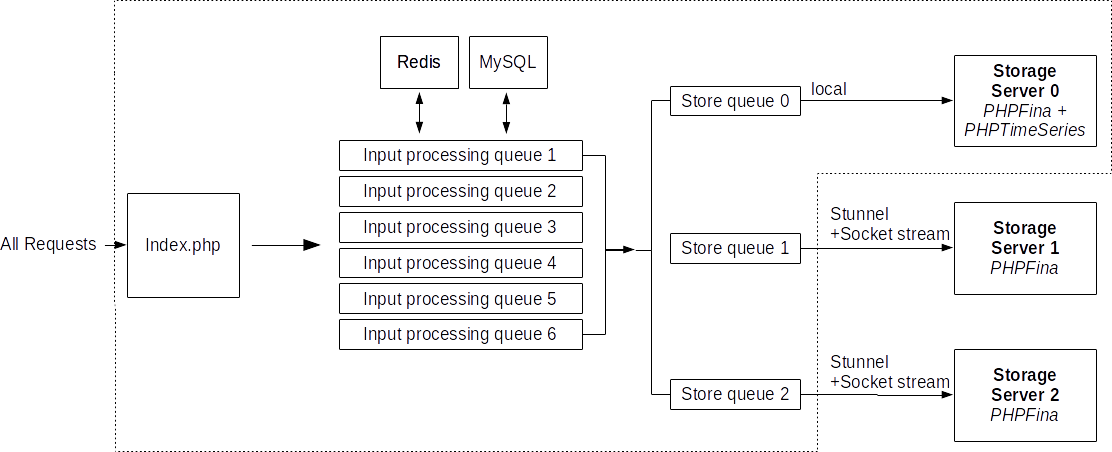 Redis
MySQL
Store queue 0
local
Storage
Server 0
PHPFina +
PHPTimeSeries
Input processing queue 1
Input processing queue 2
Input processing queue 3
Input processing queue 4
Input processing queue 5
Input processing queue 6
All Requests
Index.php
Store queue 1
Stunnel
+Socket stream
Storage
Server 1
PHPFina
Store queue 2
Stunnel
+Socket stream
Storage
Server 2
PHPFina